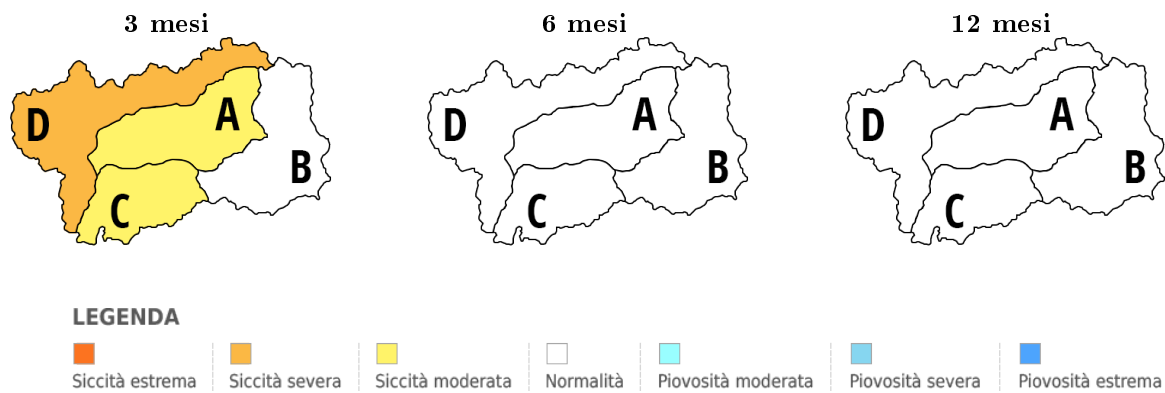 3 mesi 6 mesi 12 mesi
A A A
D D D
B B B
C C C
LEGENDA
Siccità estrema Siccità severa Siccità moderata Normalità Piovosità moderata Piovosità severa Piovosità estrema